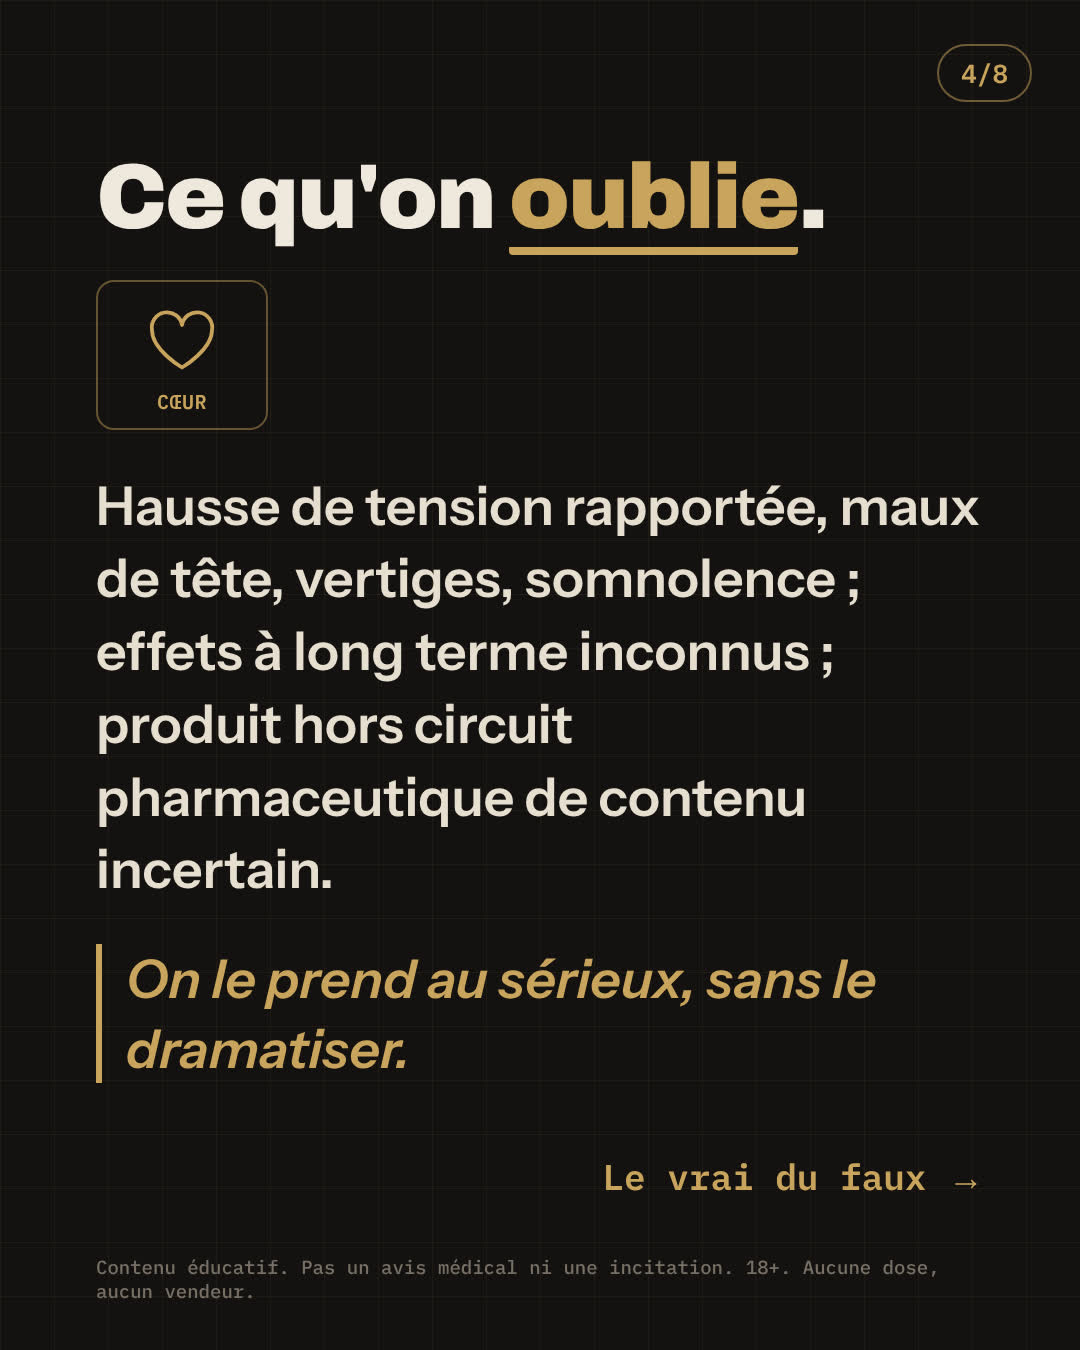 4/8
Ce qu'on oublie.
CŒUR
Hausse de tension rapportée, maux
de tête, vertiges, somnolence ;
effets à long terme inconnus ;
produit hors circuit
pharmaceutique de contenu
incertain.
On le prend au sérieux, sans le
dramatiser.
Le vrai du faux →
Contenu éducatif. Pas un avis médical ni une incitation. 18+. Aucune dose,
aucun vendeur.